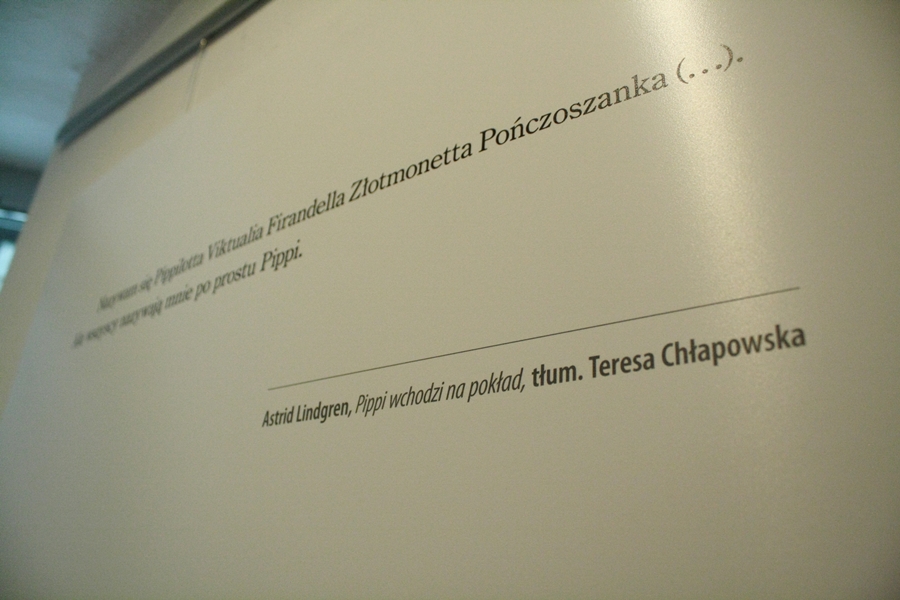 Nazywam się Pippilotta Viktualia Firandella Złotmonetta Pończoszanka (...).
wszyscy nazywają mnie po prostu Pippi.
Astrid Lindgren, Pippi wchodzi na pokład, tłum. Teresa Chłapowska